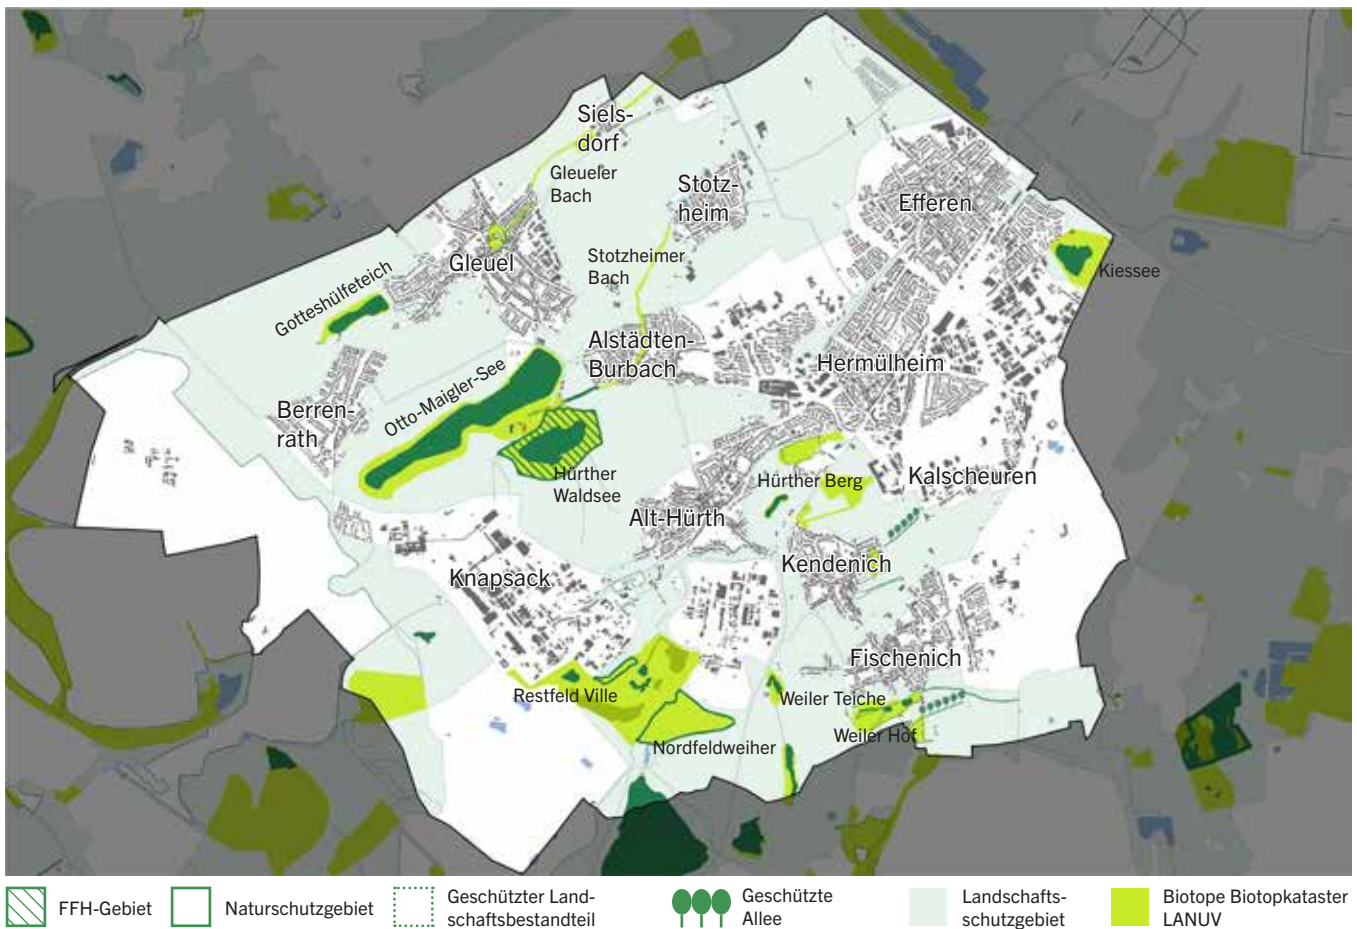 Siels-
dorf
Gleueler
Bach
Stotz-
heim
Efferen
Gleuel
Stotzheimer
Bach
Kiessee
Gotteshülfeteich
Alstädten-
Burbach
Hermülheim
Otto-Maigler-See
Berren-
rath
Hürther
Waldsee
Hürther Berg
Kalscheuren
Alt-Hürth
Knapsack
Kendenich
Fischenich
Restfeld Ville
Weiler Teiche
Weiler Hof
Nordfeldweiher
FFH-Gebiet
Naturschutzgebiet
Geschützter Land-
schaftsbestandteil
Geschützte
Allee
Landschafts-
schutzgebiet
Biotope Biotopkataster
LANUV